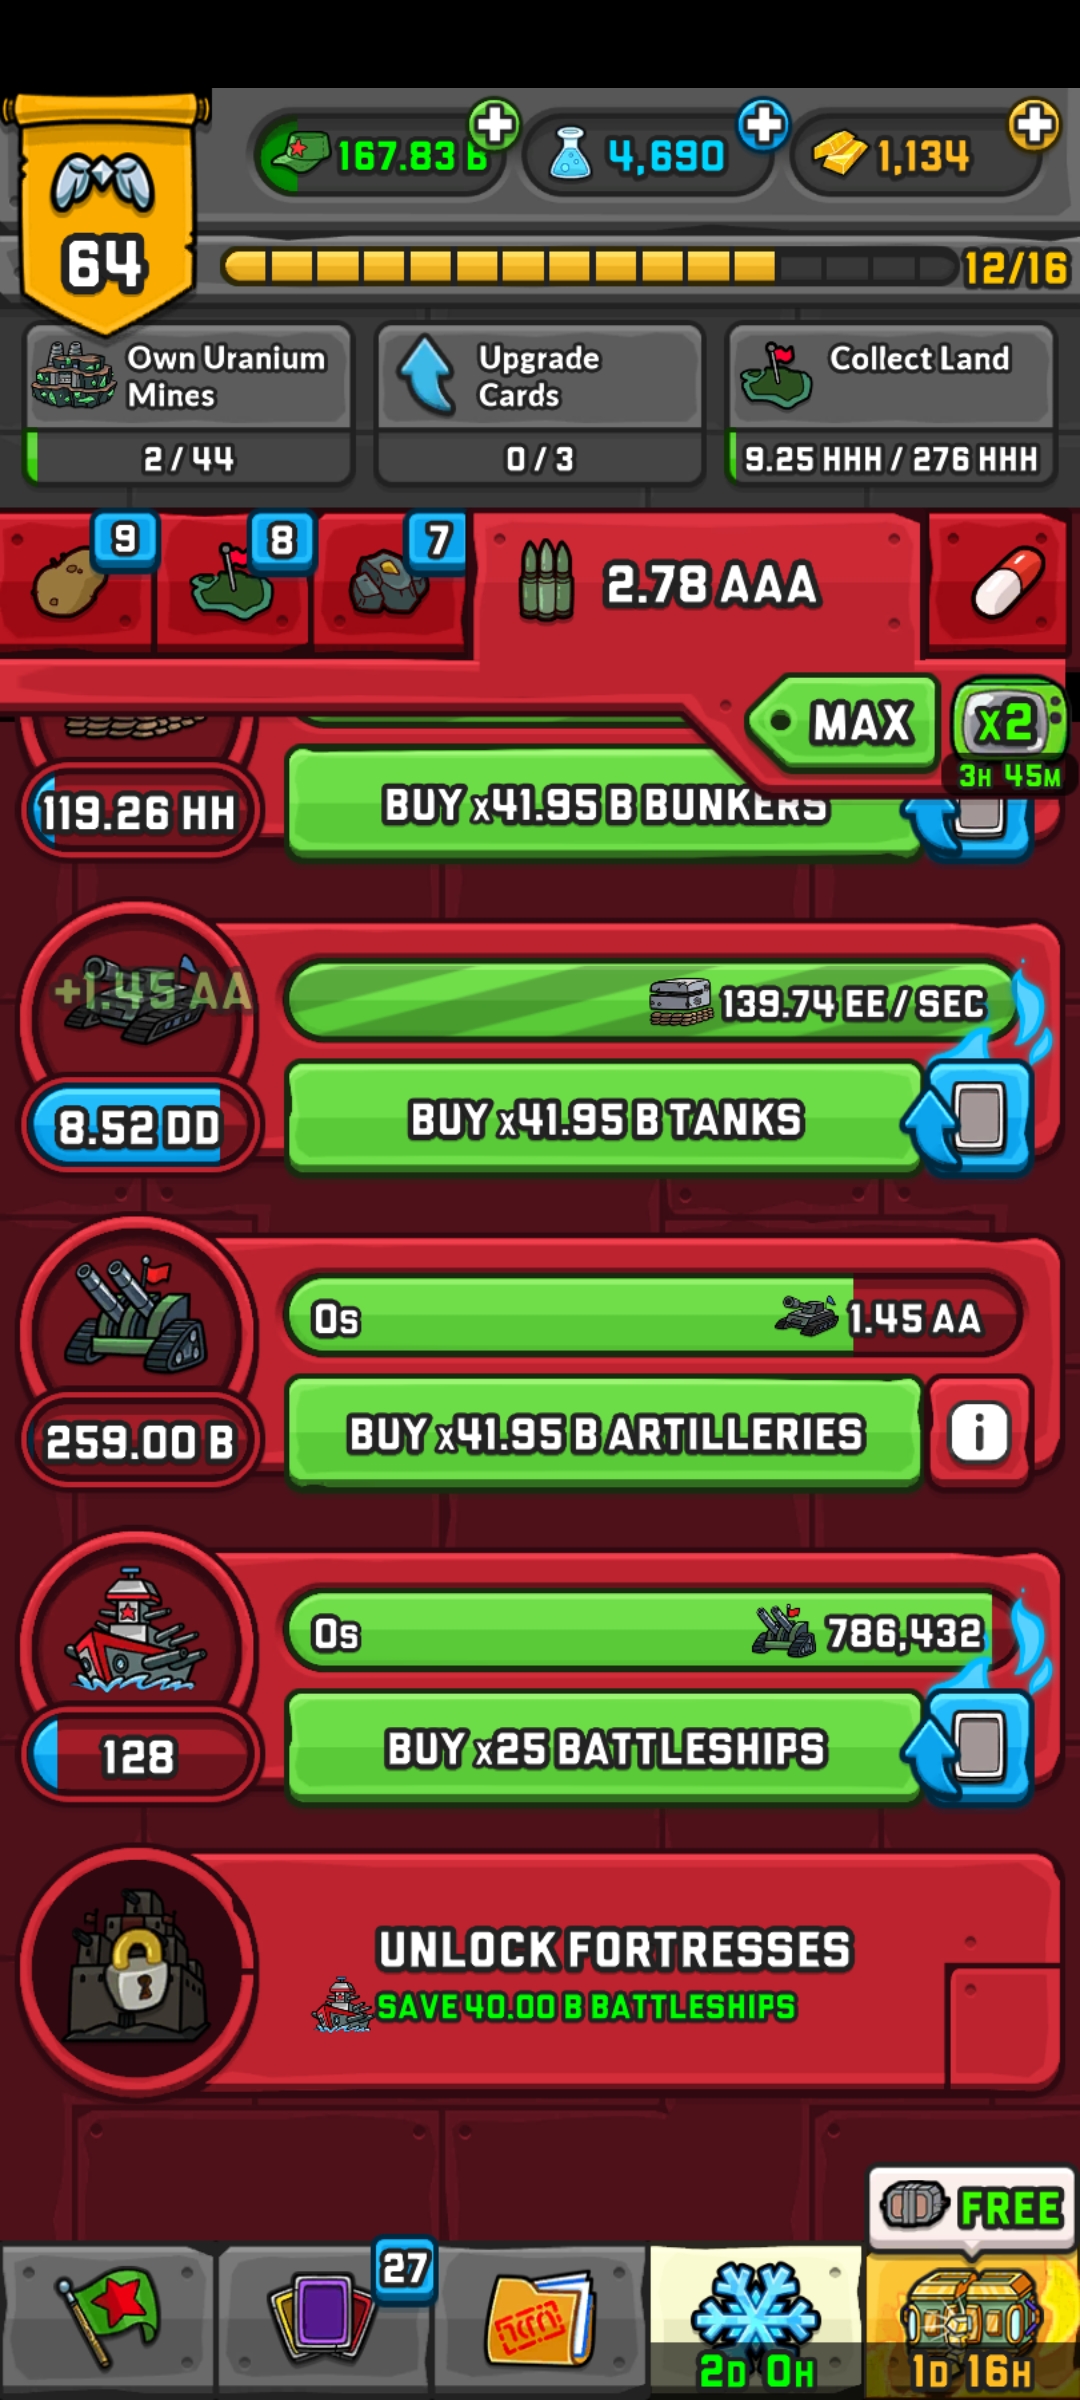 167.83 B
4,690
1,134
64
12/16
Own Uranium
Mines
2 / 44
Upgrade
Cards
0 / 3
Collect Land
9.25 HHH / 276 HHH
9
8
7
2.78 AAA
MAX
x2
3H 45M
119.26 HH
BUY x41.95 B BUNKERS
+1.45 AA
139.74 EE / SEC
8.52 DD
BUY x41.95 B TANKS
0s
1.45 AA
259.00 B
BUY x41.95 B ARTILLERIES
i
0s
786,432
128
BUY x25 BATTLESHIPS
UNLOCK FORTRESSES
SAVE 40.00 B BATTLESHIPS
FREE
27
2D 0H
1D 16H